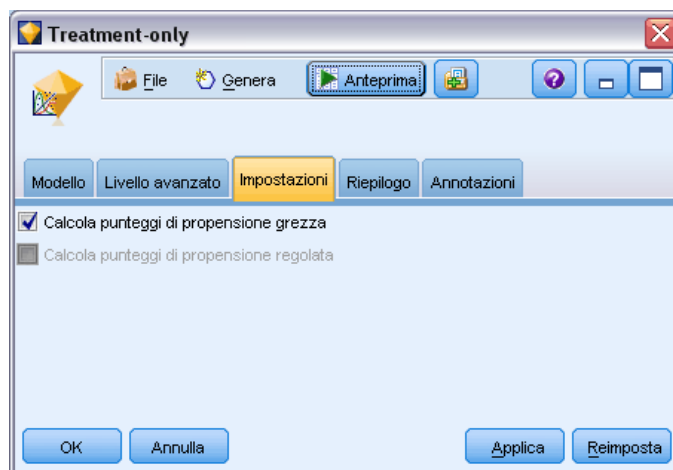 Treatment-only
File Genera Anteprima
Modello Livello avanzato Impostazioni Riepilogo Annotazioni
Calcola punteggi di propensione grezza
Calcola punteggi di propensione regolata
OK Annulla Applica Reimposta